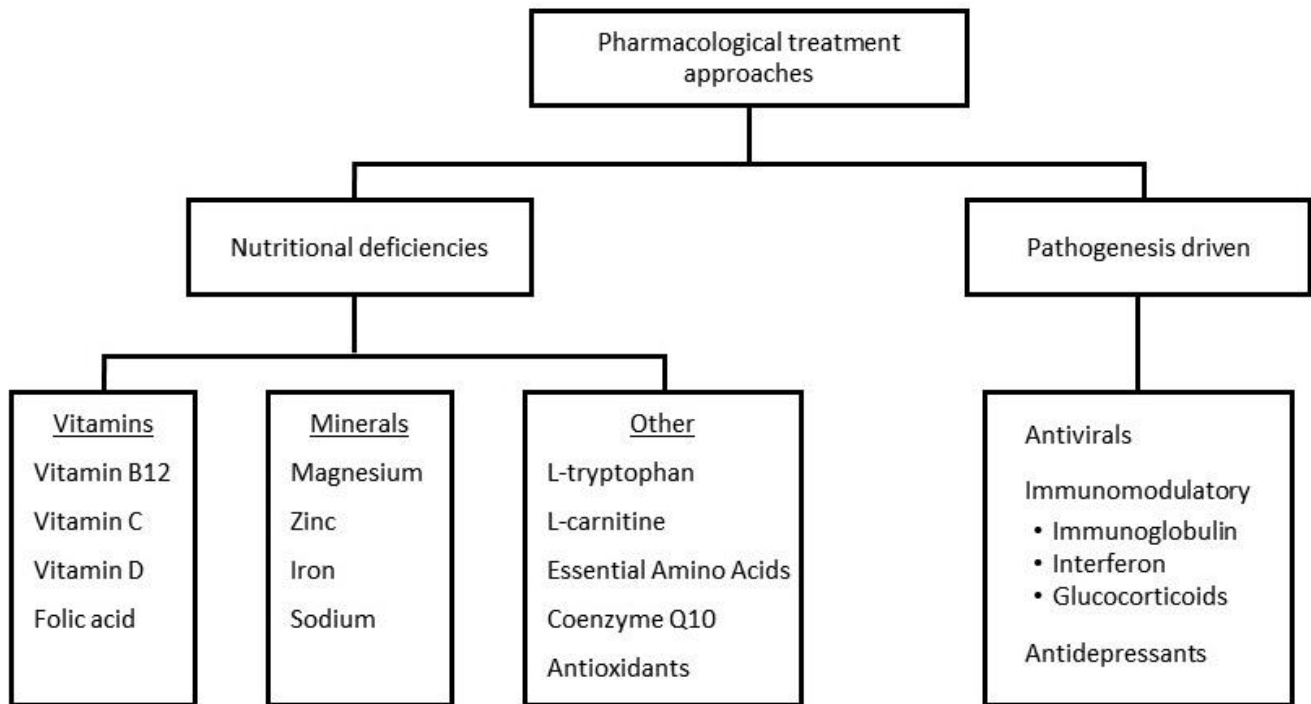 Pharmacological treatment
approaches
Nutritional deficiencies
Pathogenesis driven
Vitamins
Vitamin B12
Vitamin C
Vitamin D
Folic acid
Minerals
Magnesium
Zinc
Iron
Sodium
Other
L-tryptophan
L-carnitine
Essential Amino Acids
Coenzyme Q10
Antioxidants
Antivirals
Immunomodulatory
• Immunoglobulin
• Interferon
• Glucocorticoids
Antidepressants